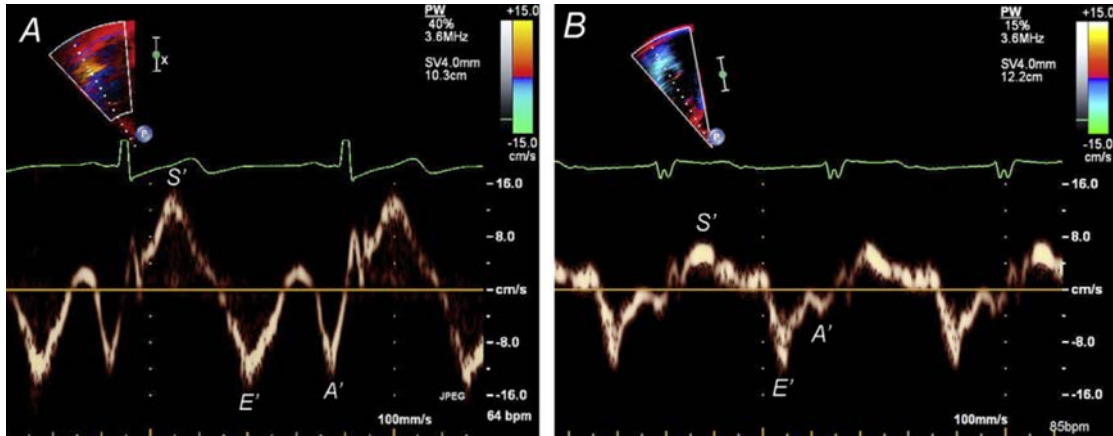 A
PW
40%
3.6MHz
SV4.0mm
10.3cm
x
P
+15.0
-15.0
cm/s
S'
16.0
8.0
cm/s
-8.0
-16.0
E'
A'
JPEG
100mm/s
64 bpm
B
PW
15%
3.6MHz
SV4.0mm
12.2cm
P
+15.0
-15.0
cm/s
S'
16.0
8.0
cm/s
-8.0
-16.0
A'
E'
100mm/s
85bpm